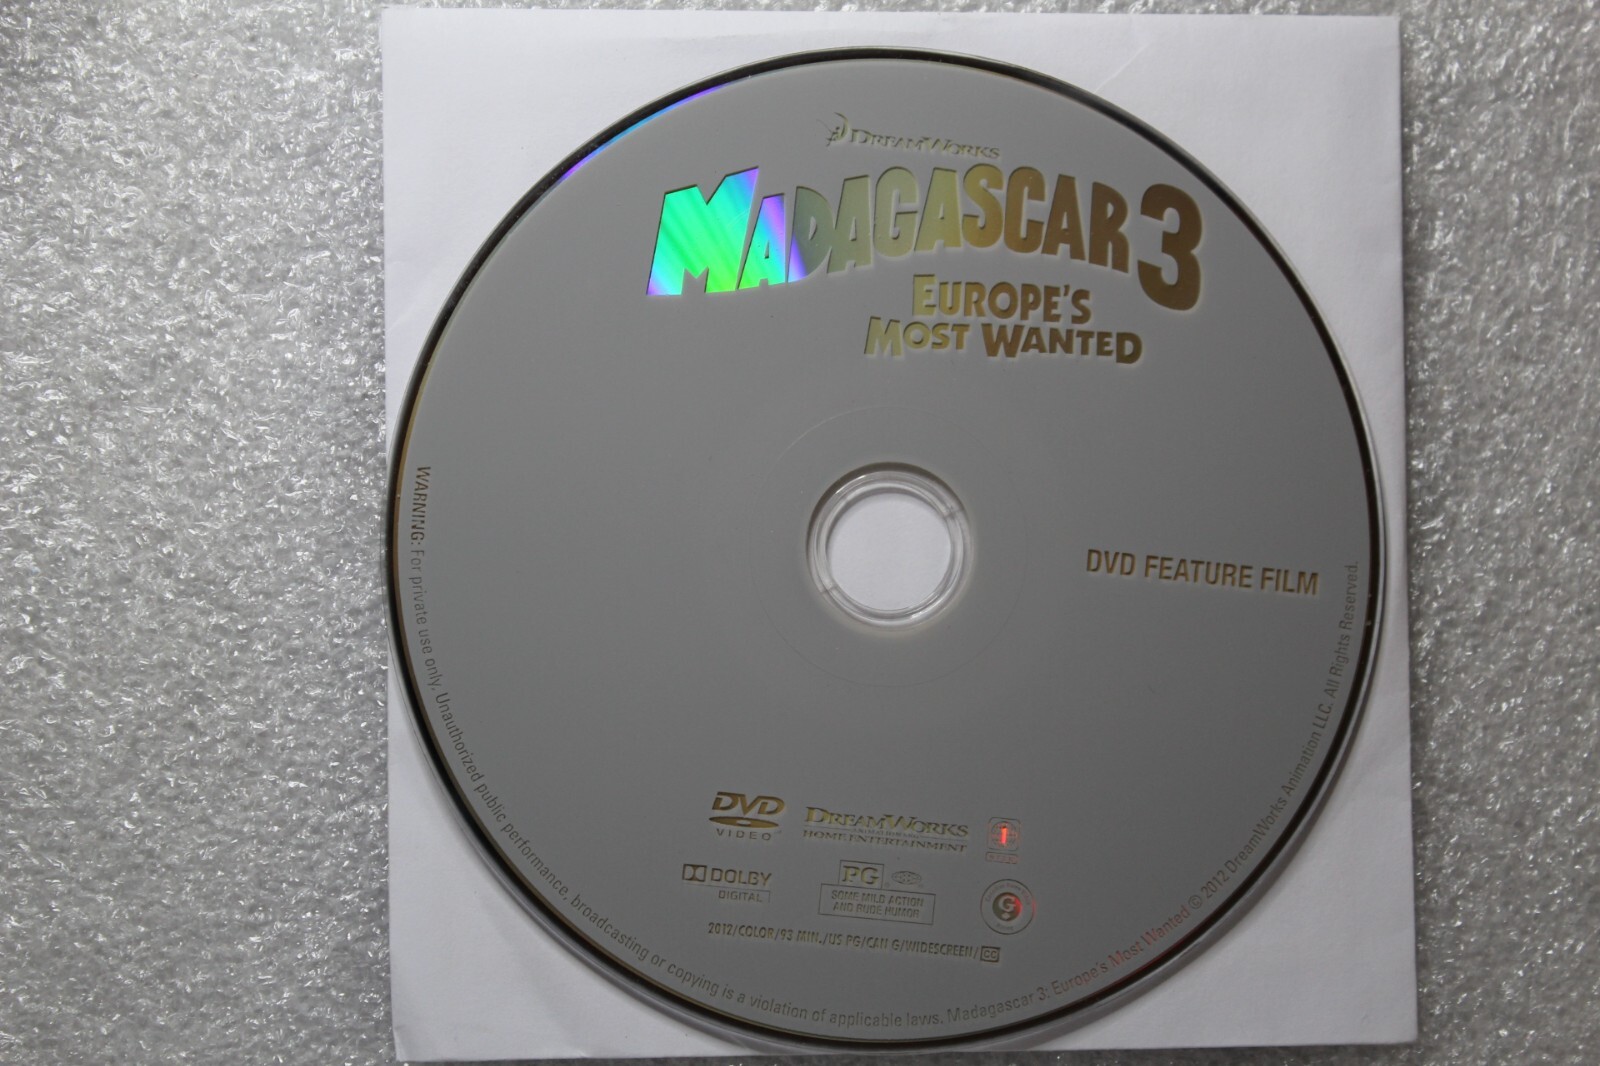 DREAMWORKS
MADAGASCAR 3
EUROPE'S
MOST WANTED
DVD FEATURE FILM
DVD
VIDEO
DREAMWORKS
HOME ENTERTAINMENT
1
DOLBY
DIGITAL
PG
SOME MILD ACTION
AND RUDE HUMOR
G
2012/COLOR/93 MIN./US PG/CAN G/WIDESCREEN/CC
WARNING: For private use only. Unauthorized public performance, broadcasting or copying is a violation of applicable laws. Madagascar 3: Europe's Most Wanted © 2012 DreamWorks Animation LLC. All Rights Reserved.